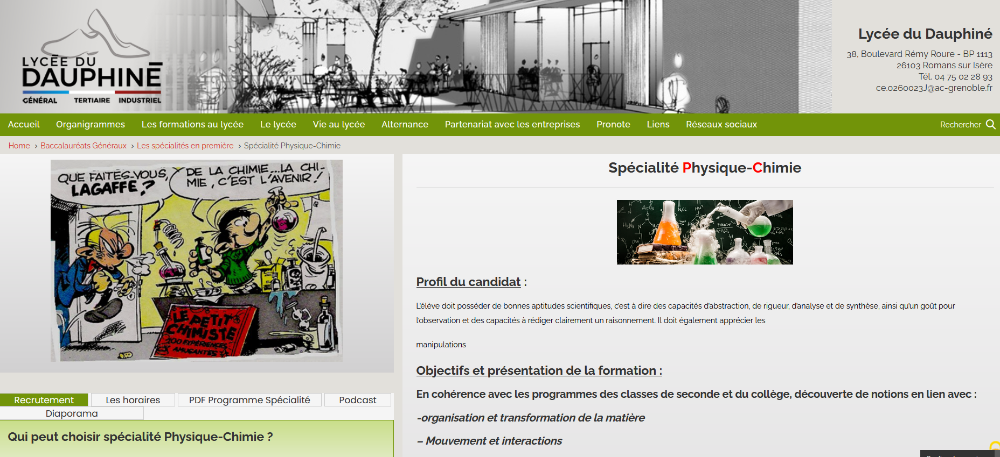 LYCÉE DU
DAUPHINÉ
GÉNÉRAL TERTIAIRE INDUSTRIEL
Lycée du Dauphiné
38, Boulevard Rémy Roure - BP 1113
26103 Romans sur Isère
Tél. 04 75 02 28 93
ce.0260023J@ac-grenoble.fr
Accueil Organigrammes Les formations au lycée Le lycée Vie au lycée Alternance Partenariat avec les entreprises Pronote Liens Réseaux sociaux Rechercher
Home › Baccalauréats Généraux › Les spécialités en première › Spécialité Physique-Chimie
QUE FAITES-VOUS,
LAGAFFE?
DE LA CHIMIE...LA CHI-
MIE, C'EST L'AVENIR!
LE PETIT
CHIMISTE
200 EXPÉRIENCES
AMUSANTES
Recrutement Les horaires PDF Programme Spécialité Podcast
Diaporama
Qui peut choisir spécialité Physique-Chimie ?
Spécialité Physique-Chimie
Profil du candidat :
L'élève doit posséder de bonnes aptitudes scientifiques, c'est à dire des capacités d'abstraction, de rigueur, d'analyse et de synthèse, ainsi qu'un goût pour
l'observation et des capacités à rédiger clairement un raisonnement. Il doit également apprécier les
manipulations
Objectifs et présentation de la formation :
En cohérence avec les programmes des classes de seconde et du collège, découverte de notions en lien avec :
-organisation et transformation de la matière
– Mouvement et interactions